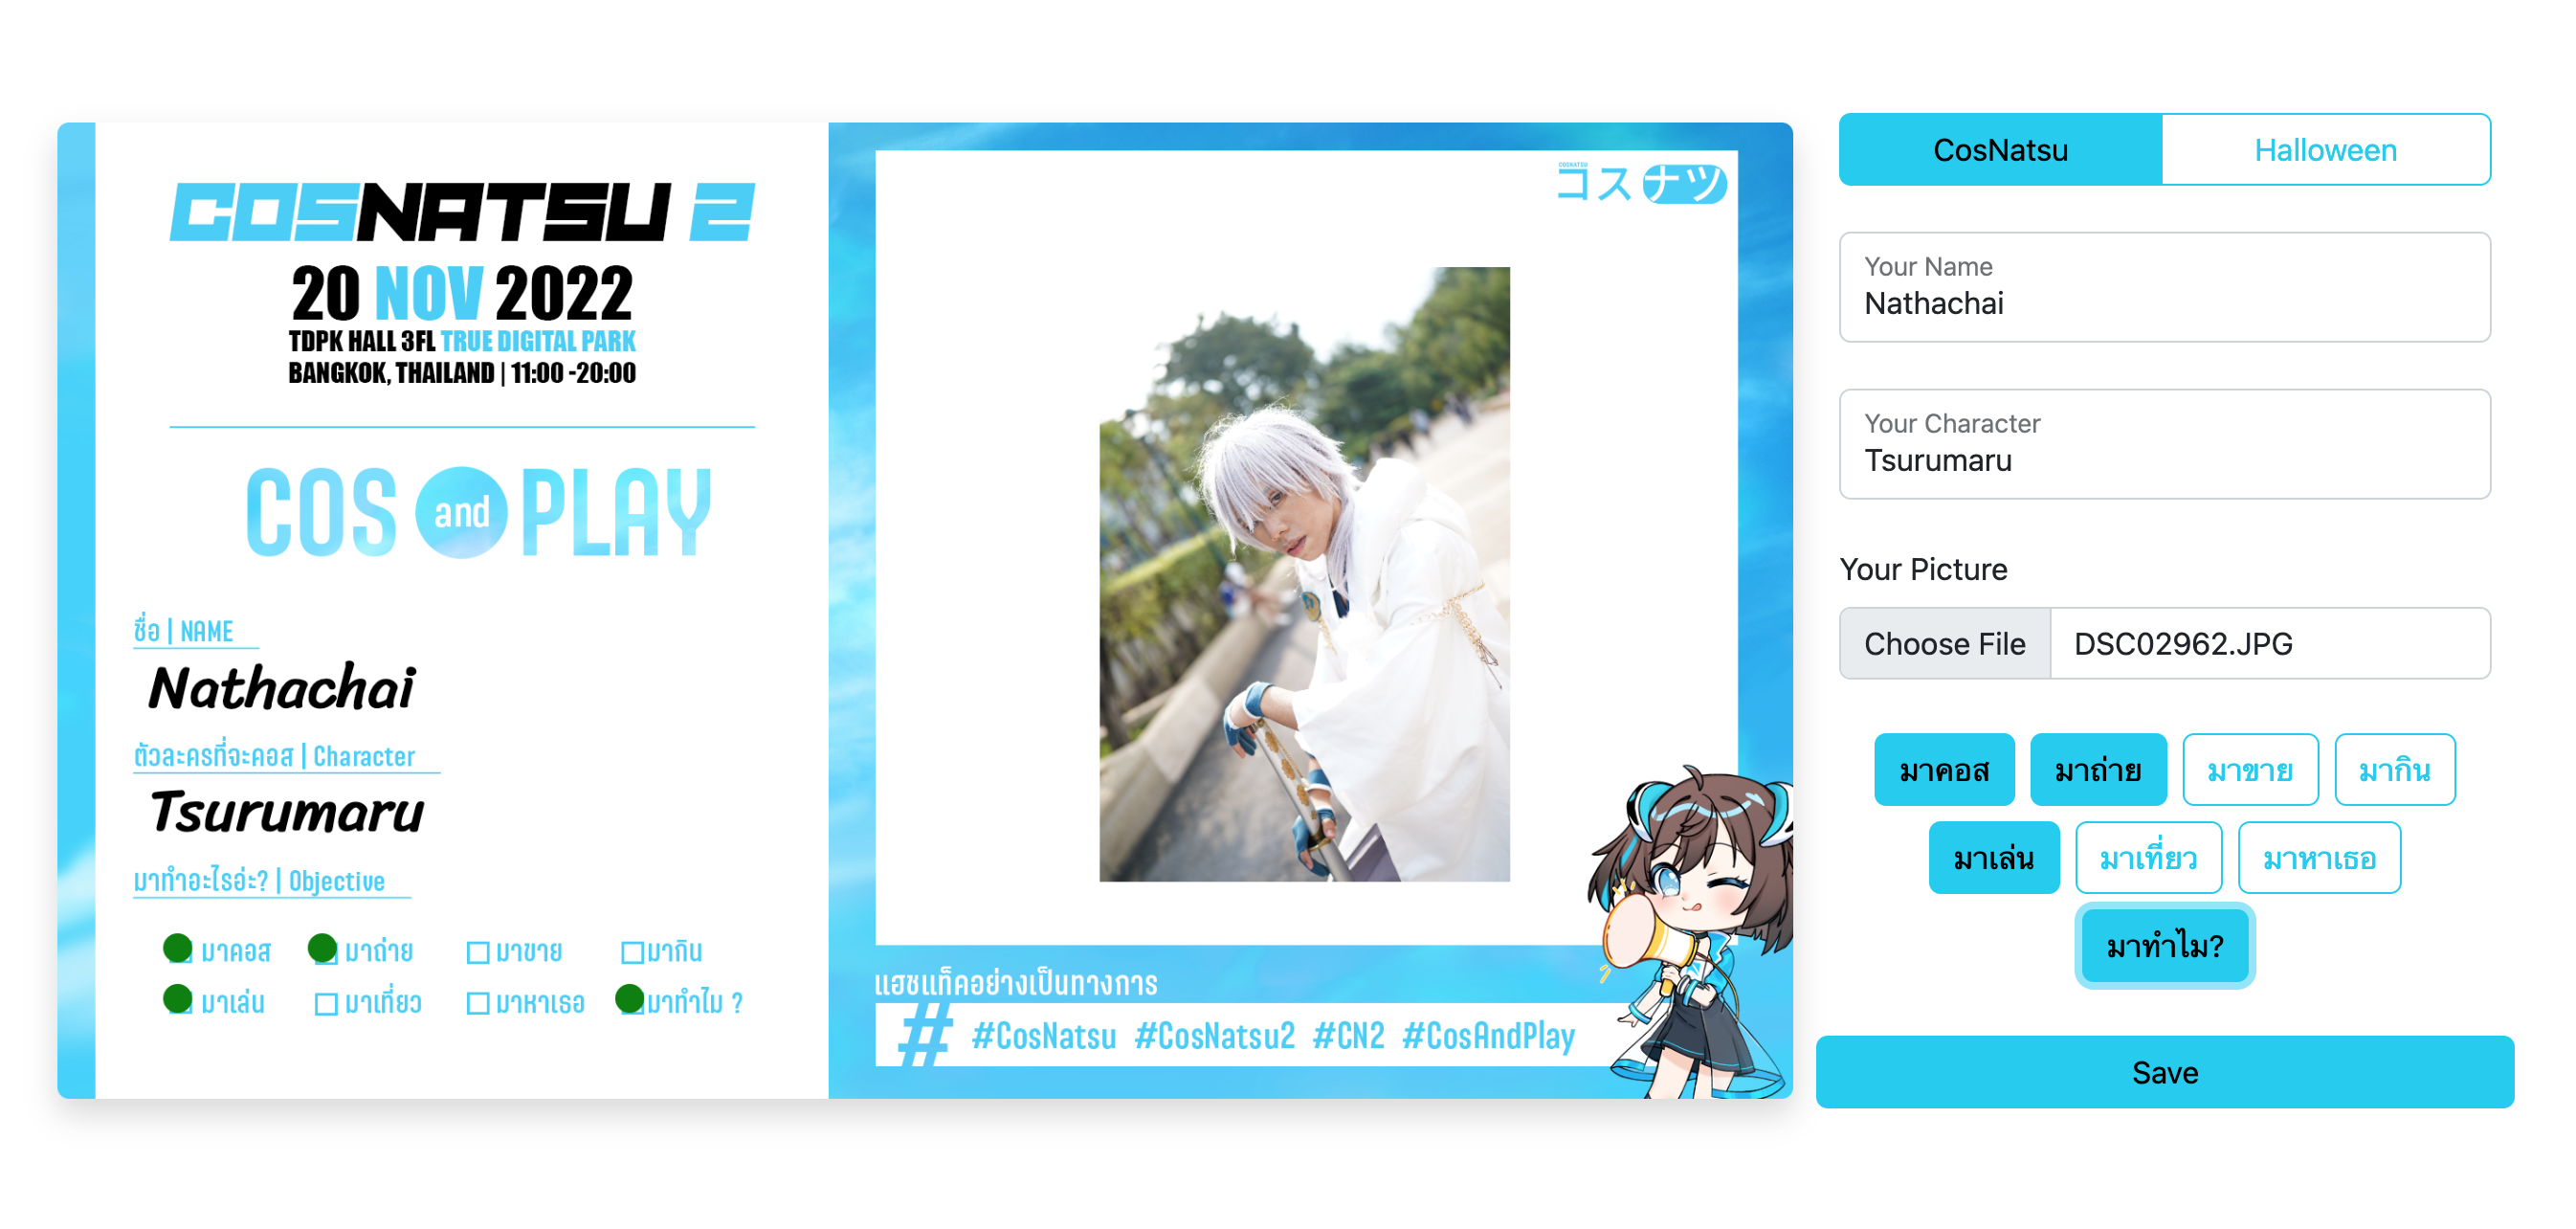 COSNATSU 2
20 NOV 2022
TDPK HALL 3FL TRUE DIGITAL PARK
BANGKOK, THAILAND | 11:00 -20:00
COS and PLAY
ชื่อ | NAME
Nathachai
ตัวละครที่จะคอส | Character
Tsurumaru
มาทำอะไรอ่ะ? | Objective
มาคอส มาถ่าย มาขาย มากิน
มาเล่น มาเที่ยว มาหาเธอ มาทำไม ?
COSNATSU
コスナツ
แฮชแท็คอย่างเป็นทางการ
# #CosNatsu #CosNatsu2 #CN2 #CosAndPlay
CosNatsu Halloween
Your Name
Nathachai
Your Character
Tsurumaru
Your Picture
Choose File DSC02962.JPG
มาคอส มาถ่าย มาขาย มากิน
มาเล่น มาเที่ยว มาหาเธอ
มาทำไม?
Save